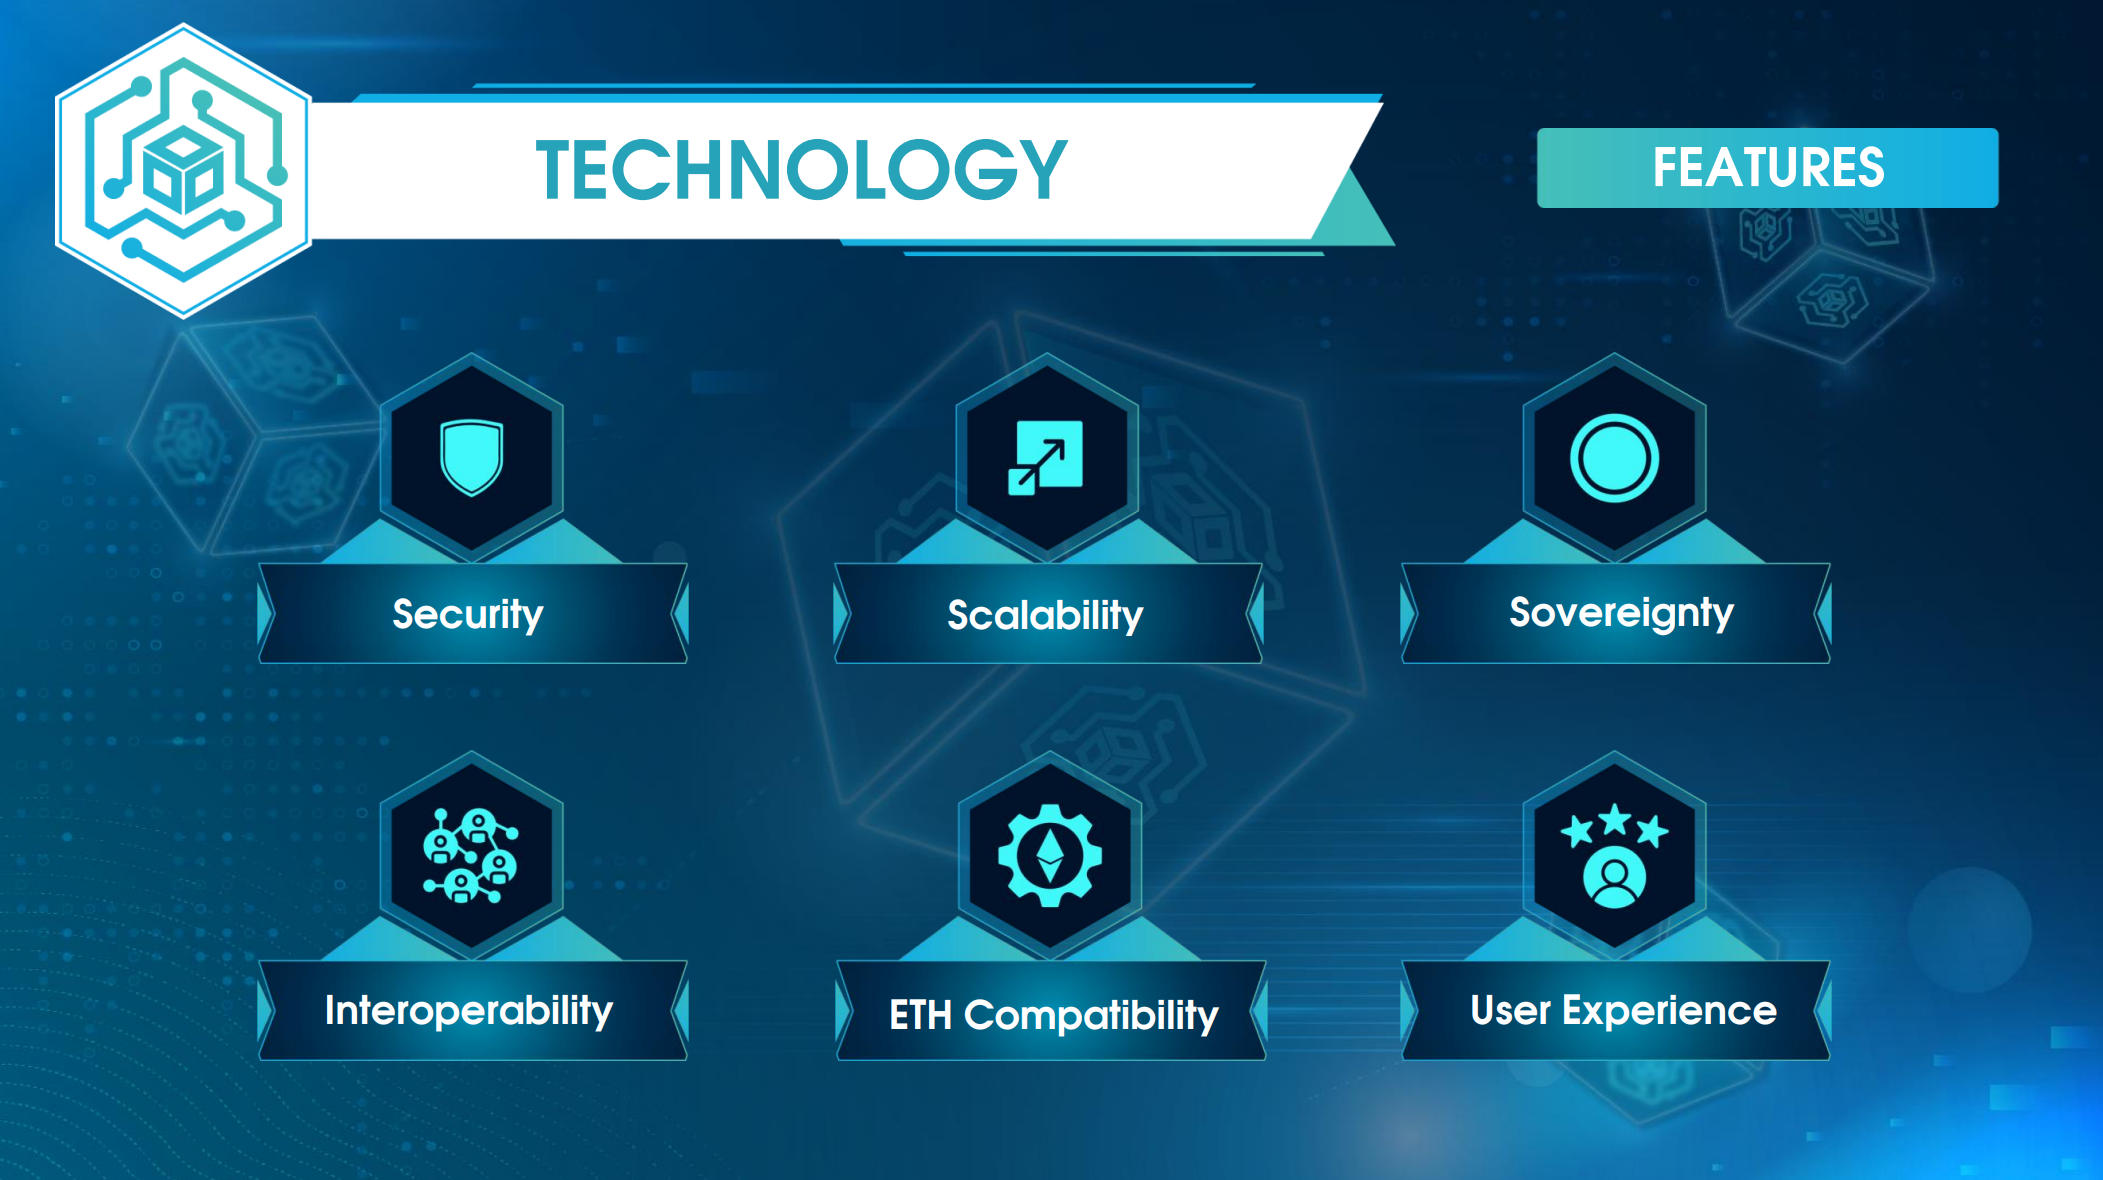 TECHNOLOGY
FEATURES
Security
Scalability
Sovereignty
Interoperability
ETH Compatibility
User Experience